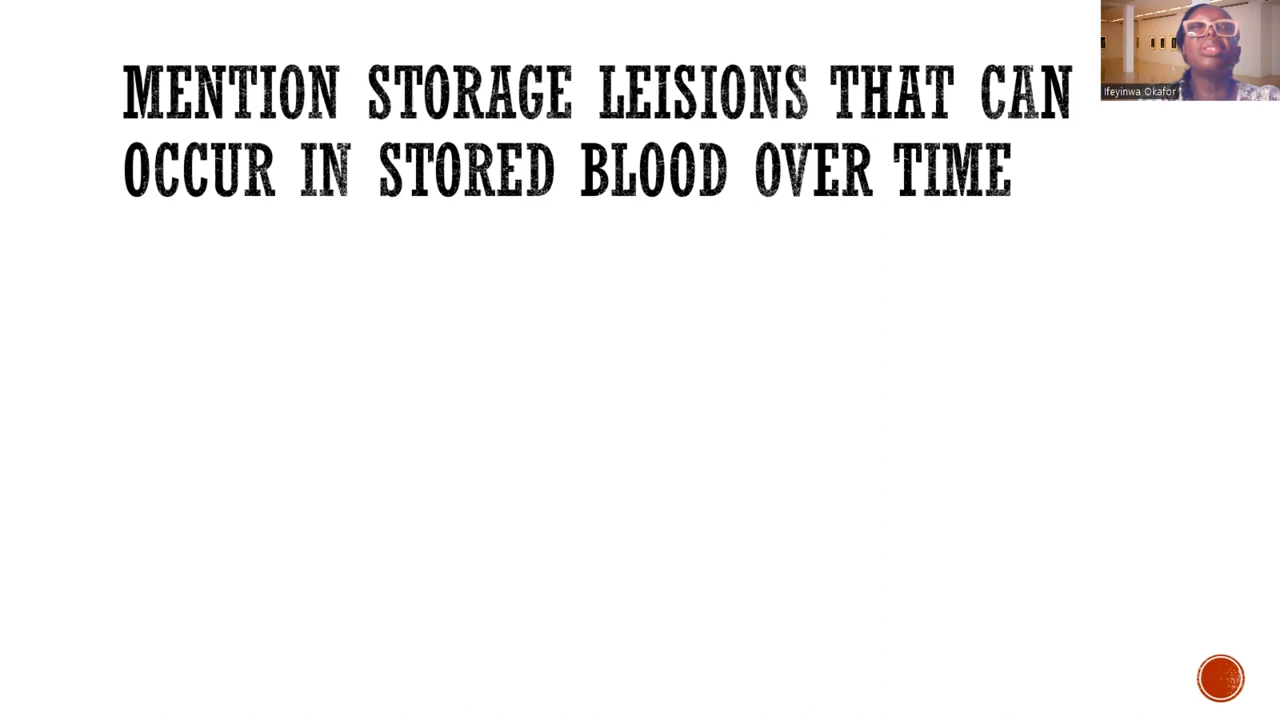 MENTION STORAGE LEISIONS THAT CAN
OCCUR IN STORED BLOOD OVER TIME
Ifeyinwa Okafor